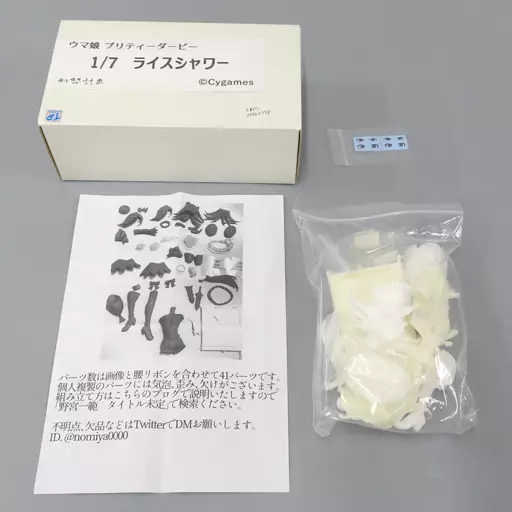 ウマ娘 プリティーダービー
1/7 ライスシャワー
©Cygames
パーツ数は画像と腰リボンを合わせて41パーツです。
個人複製のパーツには気泡、歪み、欠けがございます。
組み立て方はこちらのブログで説明いたしますので
「野宮一範 タイトル未定」で検索ください。
不明点、欠品などはTwitterでDMお願いします。
ID. @nomiya0000